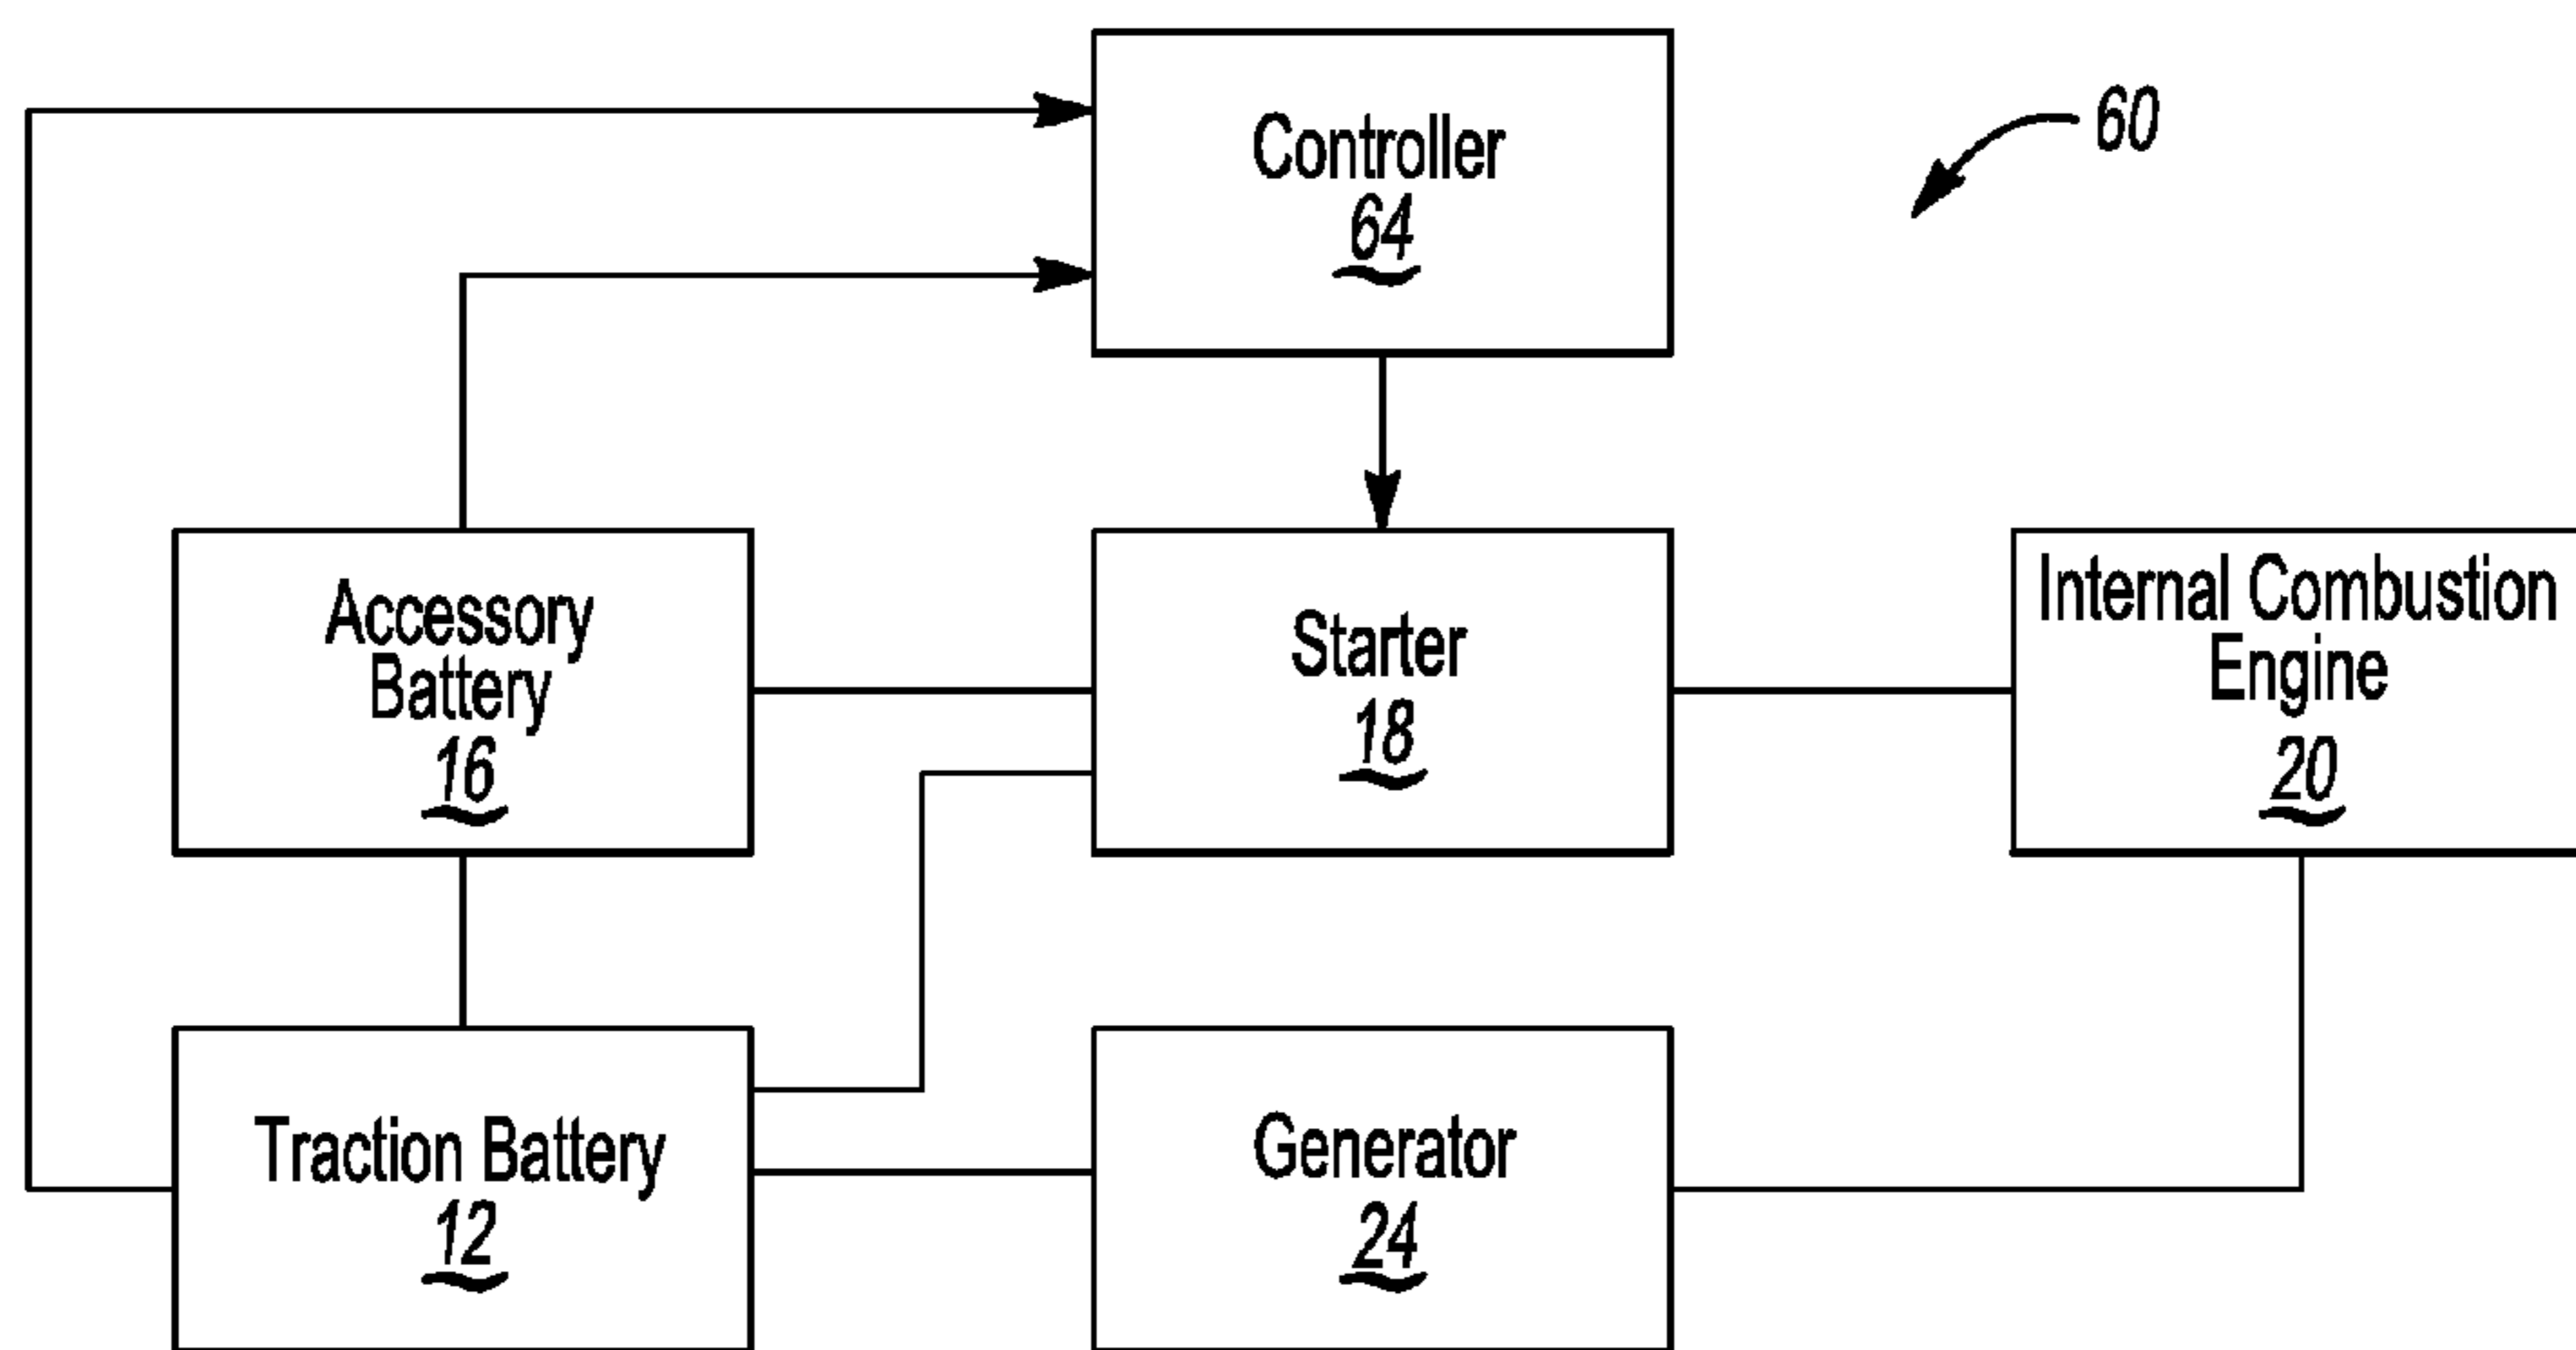 Controller
64
60
Accessory
Battery
16
Starter
18
Internal Combustion
Engine
20
Traction Battery
12
Generator
24